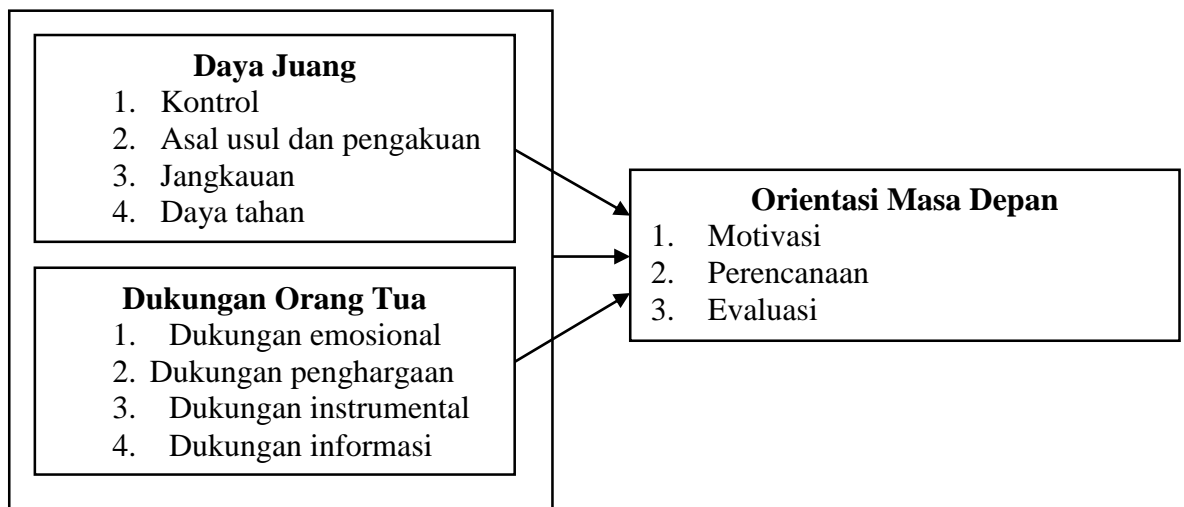 Daya Juang
1. Kontrol
2. Asal usul dan pengakuan
3. Jangkauan
4. Daya tahan
Dukungan Orang Tua
1. Dukungan emosional
2. Dukungan penghargaan
3. Dukungan instrumental
4. Dukungan informasi
Orientasi Masa Depan
1. Motivasi
2. Perencanaan
3. Evaluasi